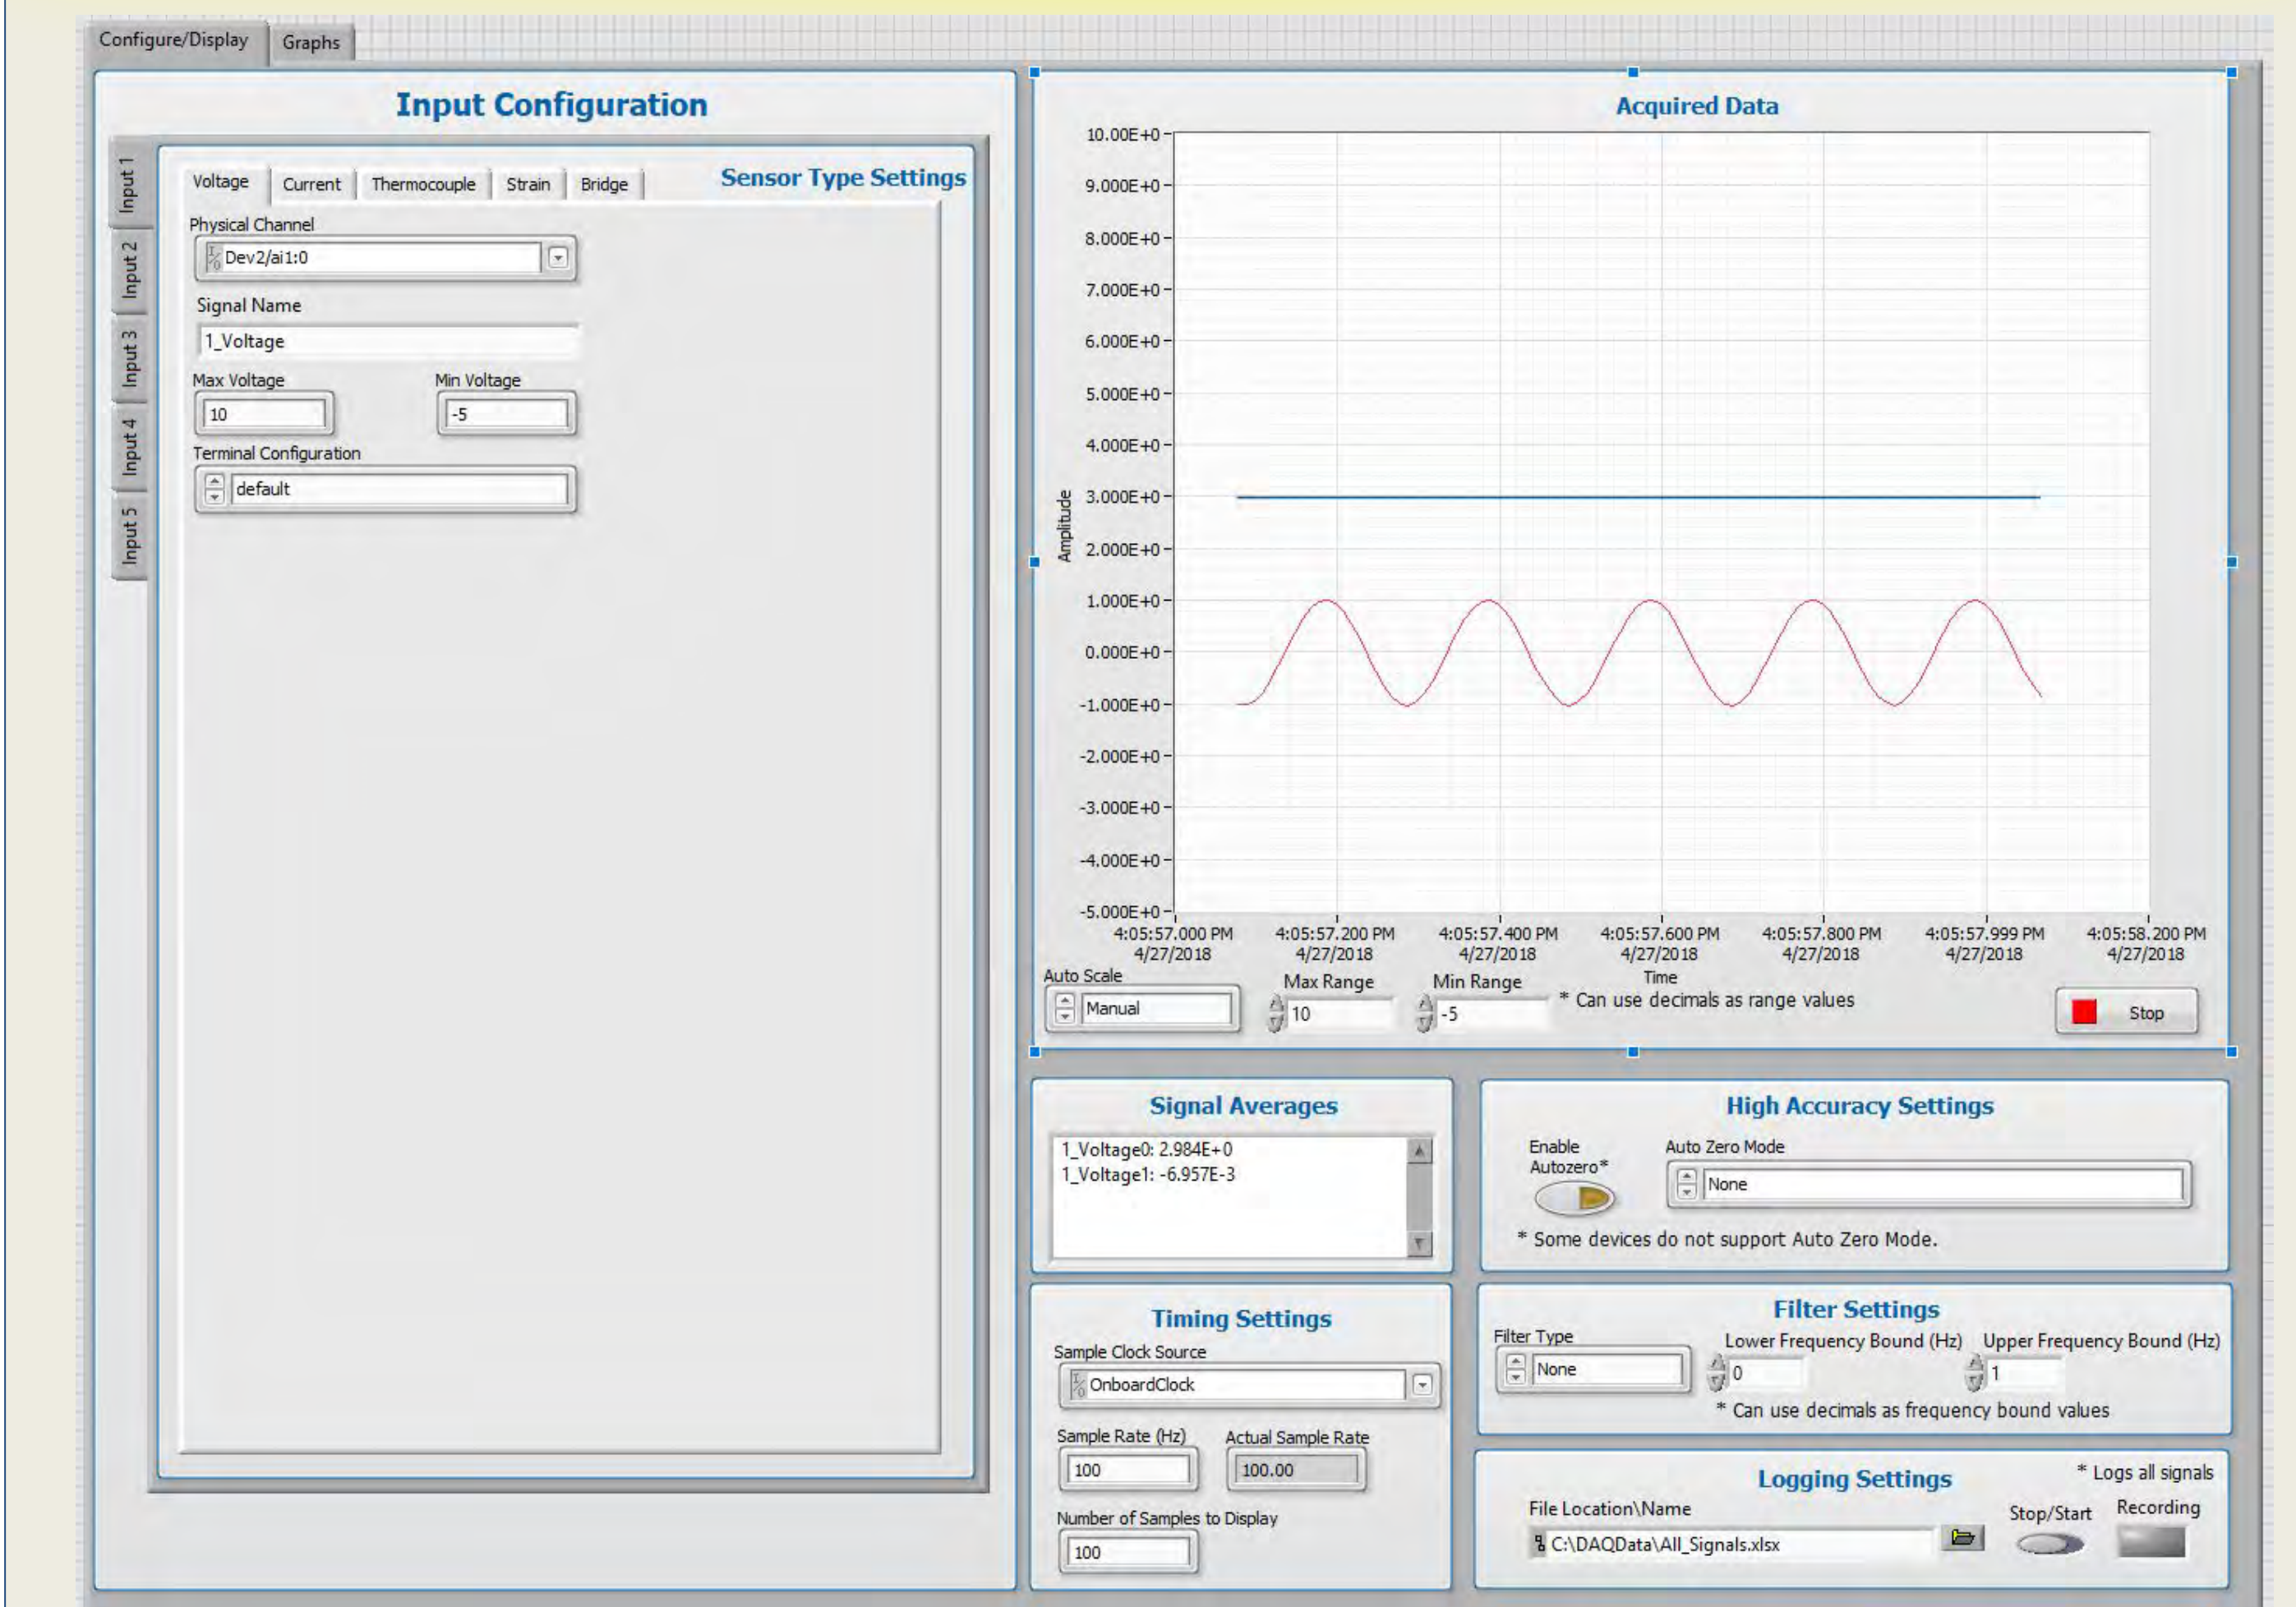 Configure/Display
Graphs
Input Configuration
Input 1
Input 2
Input 3
Input 4
Input 5
Voltage
Current
Thermocouple
Strain
Bridge
Sensor Type Settings
Physical Channel
Dev2/ai1:0
Signal Name
1_Voltage
Max Voltage
Min Voltage
10
-5
Terminal Configuration
default
Acquired Data
Amplitude
10.00E+0
9.000E+0
8.000E+0
7.000E+0
6.000E+0
5.000E+0
4.000E+0
3.000E+0
2.000E+0
1.000E+0
0.000E+0
-1.000E+0
-2.000E+0
-3.000E+0
-4.000E+0
-5.000E+0
4:05:57.000 PM
4/27/2018
4:05:57.200 PM
4/27/2018
4:05:57.400 PM
4/27/2018
4:05:57.600 PM
4/27/2018
4:05:57.800 PM
4/27/2018
4:05:57.999 PM
4/27/2018
4:05:58.200 PM
4/27/2018
Time
Auto Scale
Manual
Max Range
10
Min Range
-5
* Can use decimals as range values
Stop
Signal Averages
1_Voltage0: 2.984E+0
1_Voltage1: -6.957E-3
High Accuracy Settings
Enable
Autozero*
Auto Zero Mode
None
* Some devices do not support Auto Zero Mode.
Timing Settings
Sample Clock Source
OnboardClock
Sample Rate (Hz)
100
Actual Sample Rate
100.00
Number of Samples to Display
100
Filter Settings
Filter Type
None
Lower Frequency Bound (Hz)
0
Upper Frequency Bound (Hz)
1
* Can use decimals as frequency bound values
Logging Settings
* Logs all signals
File Location\Name
C:\DAQData\All_Signals.xlsx
Stop/Start
Recording